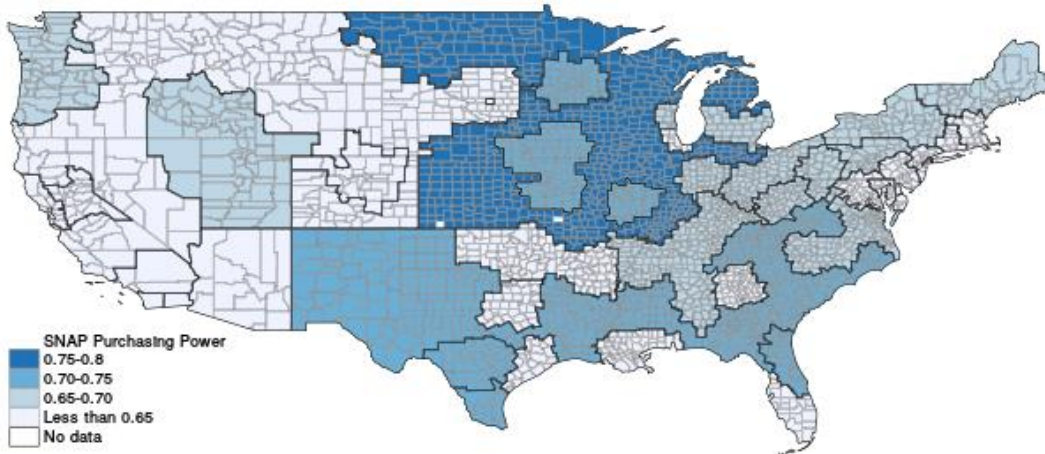 SNAP Purchasing Power
0.75-0.8
0.70-0.75
0.65-0.70
Less than 0.65
No data